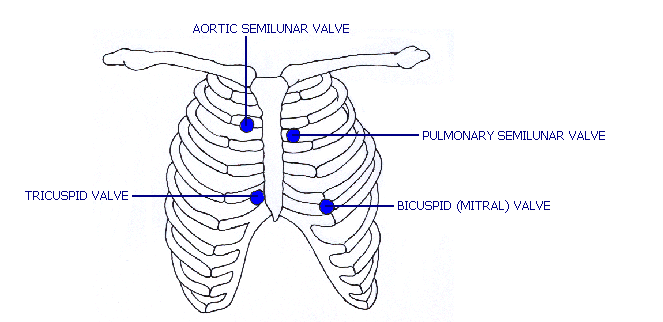 AORTIC SEMILUNAR VALVE
PULMONARY SEMILUNAR VALVE
TRICUSPID VALVE
BICUSPID (MITRAL) VALVE